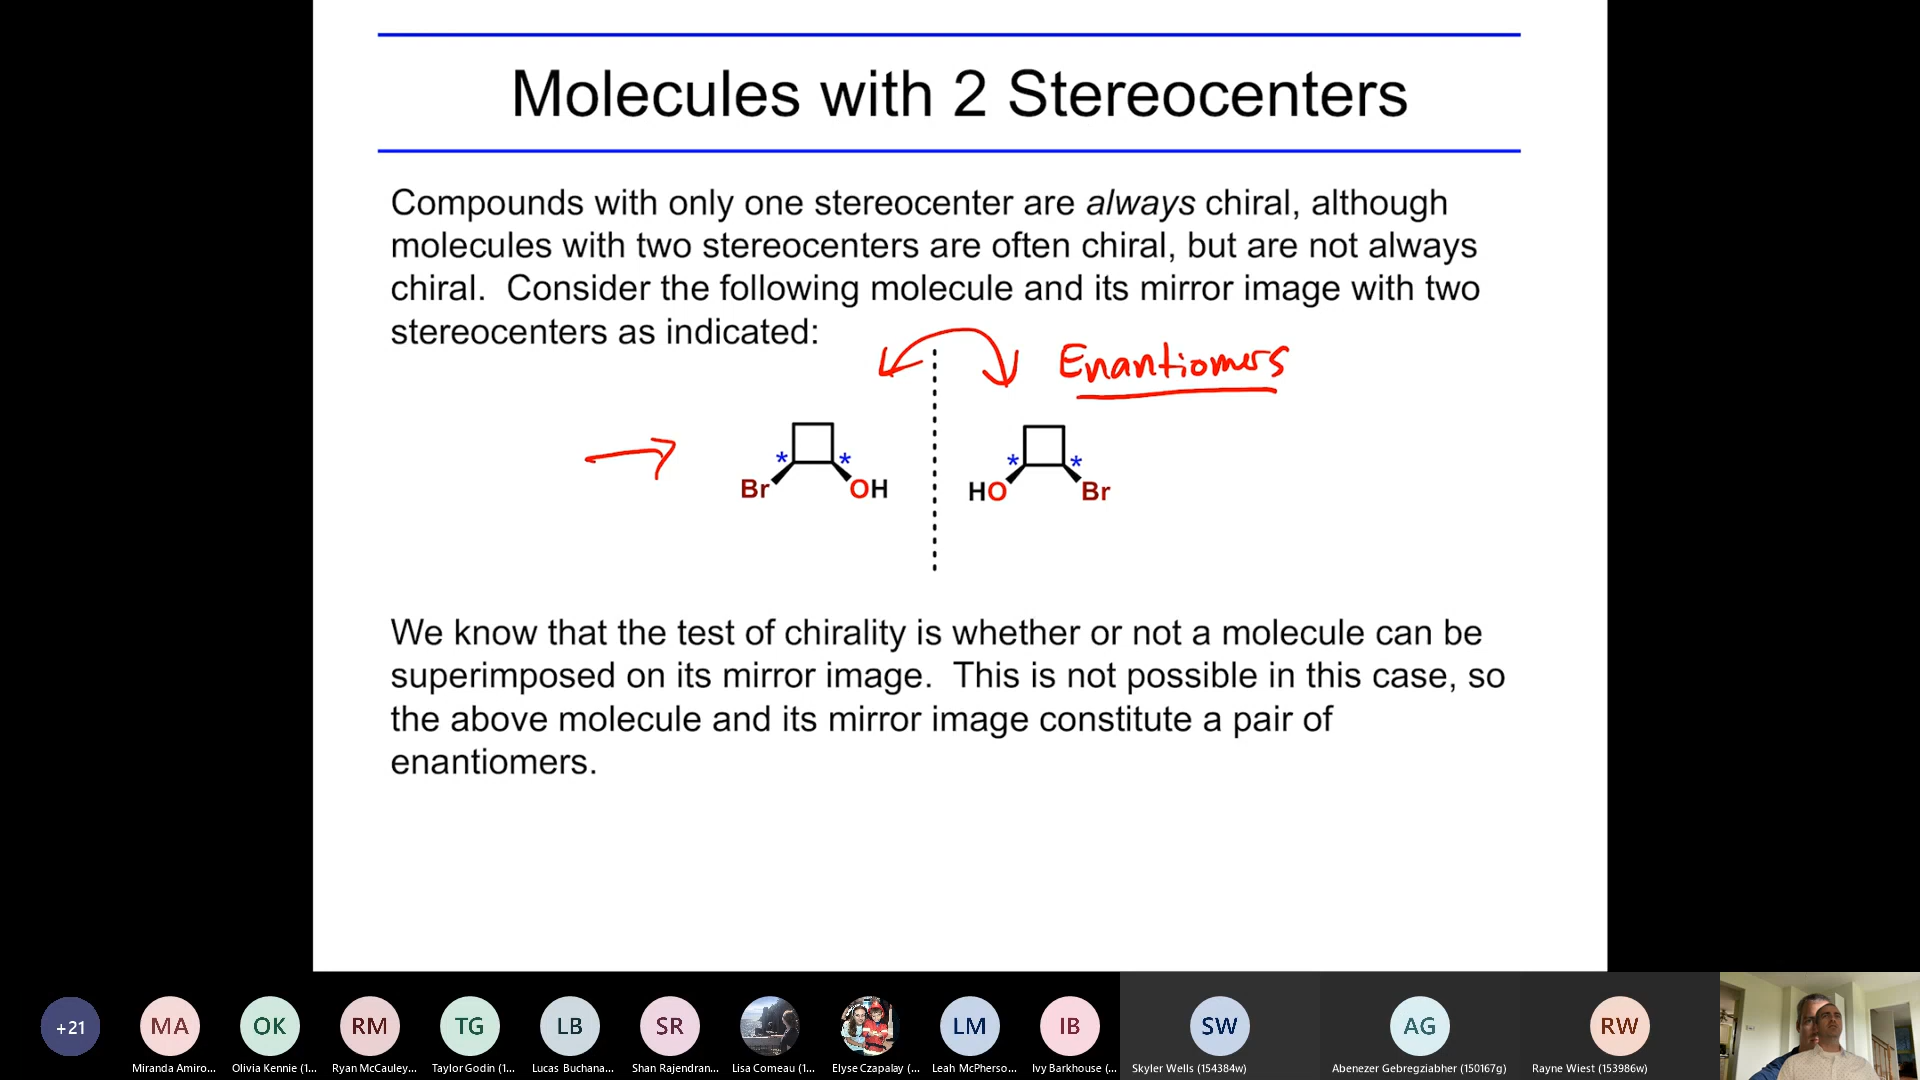 Molecules with 2 Stereocenters
Compounds with only one stereocenter are always chiral, although
molecules with two stereocenters are often chiral, but are not always
chiral. Consider the following molecule and its mirror image with two
stereocenters as indicated:
Enantiomers
* *
Br OH
* *
HO Br
We know that the test of chirality is whether or not a molecule can be
superimposed on its mirror image. This is not possible in this case, so
the above molecule and its mirror image constitute a pair of
enantiomers.
+21 MA OK RM TG LB SR LM IB SW AG RW
Miranda Amiro... Olivia Kennie (1... Ryan McCauley... Taylor Godin (1... Lucas Buchana... Shan Rajendran... Lisa Comeau (1... Elyse Czapalay (... Leah McPherso... Ivy Barkhouse (... Skyler Wells (154384w) Abenezer Gebregziabher (150167g) Rayne Wiest (153986w)